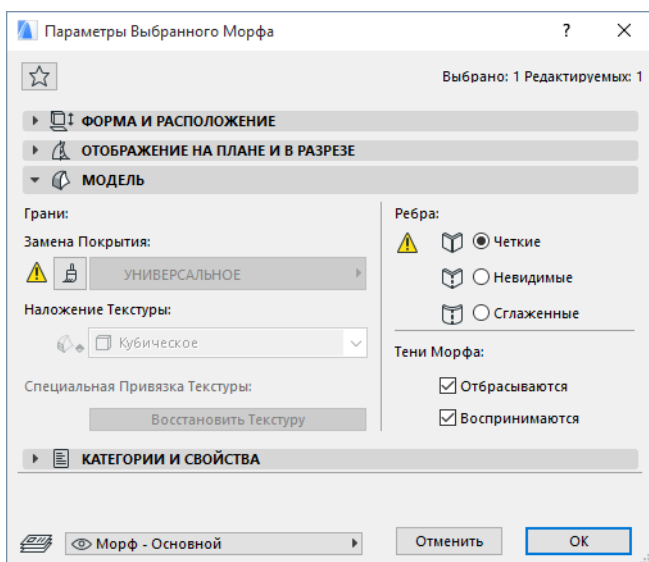 Параметры Выбранного Морфа
?
Выбрано: 1 Редактируемых: 1
ФОРМА И РАСПОЛОЖЕНИЕ
ОТОБРАЖЕНИЕ НА ПЛАНЕ И В РАЗРЕЗЕ
МОДЕЛЬ
Грани:
Замена Покрытия:
УНИВЕРСАЛЬНОЕ
Наложение Текстуры:
Кубическое
Специальная Привязка Текстуры:
Восстановить Текстуру
Ребра:
Четкие
Невидимые
Сглаженные
Тени Морфа:
Отбрасываются
Воспринимаются
КАТЕГОРИИ И СВОЙСТВА
Морф - Основной
Отменить
OK